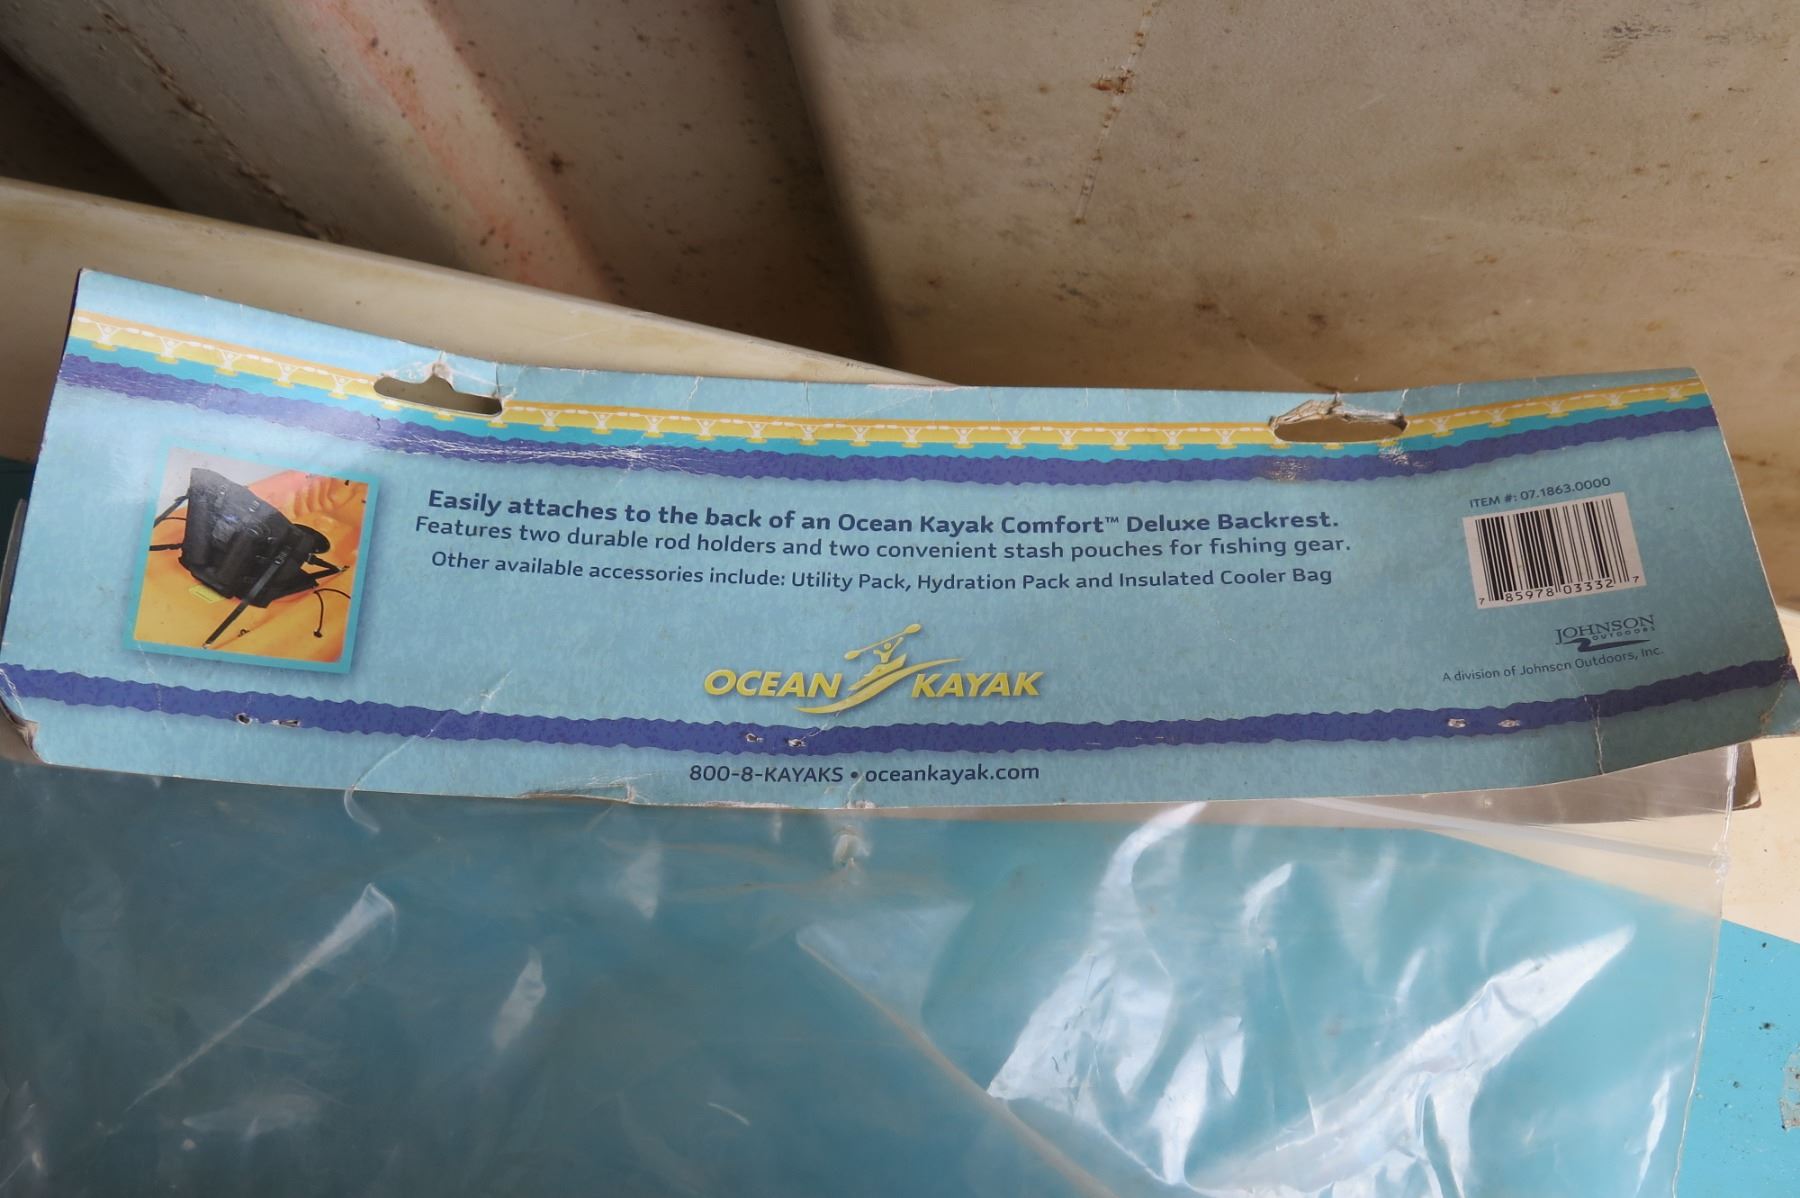 Easily attaches to the back of an Ocean Kayak Comfort™ Deluxe Backrest.
Features two durable rod holders and two convenient stash pouches for fishing gear.
Other available accessories include: Utility Pack, Hydration Pack and Insulated Cooler Bag
OCEAN KAYAK
800-8-KAYAKS • oceankayak.com
ITEM #: 07.1863.0000
7 85978 03332 7
JOHNSON
OUTDOORS
A division of Johnson Outdoors, Inc.